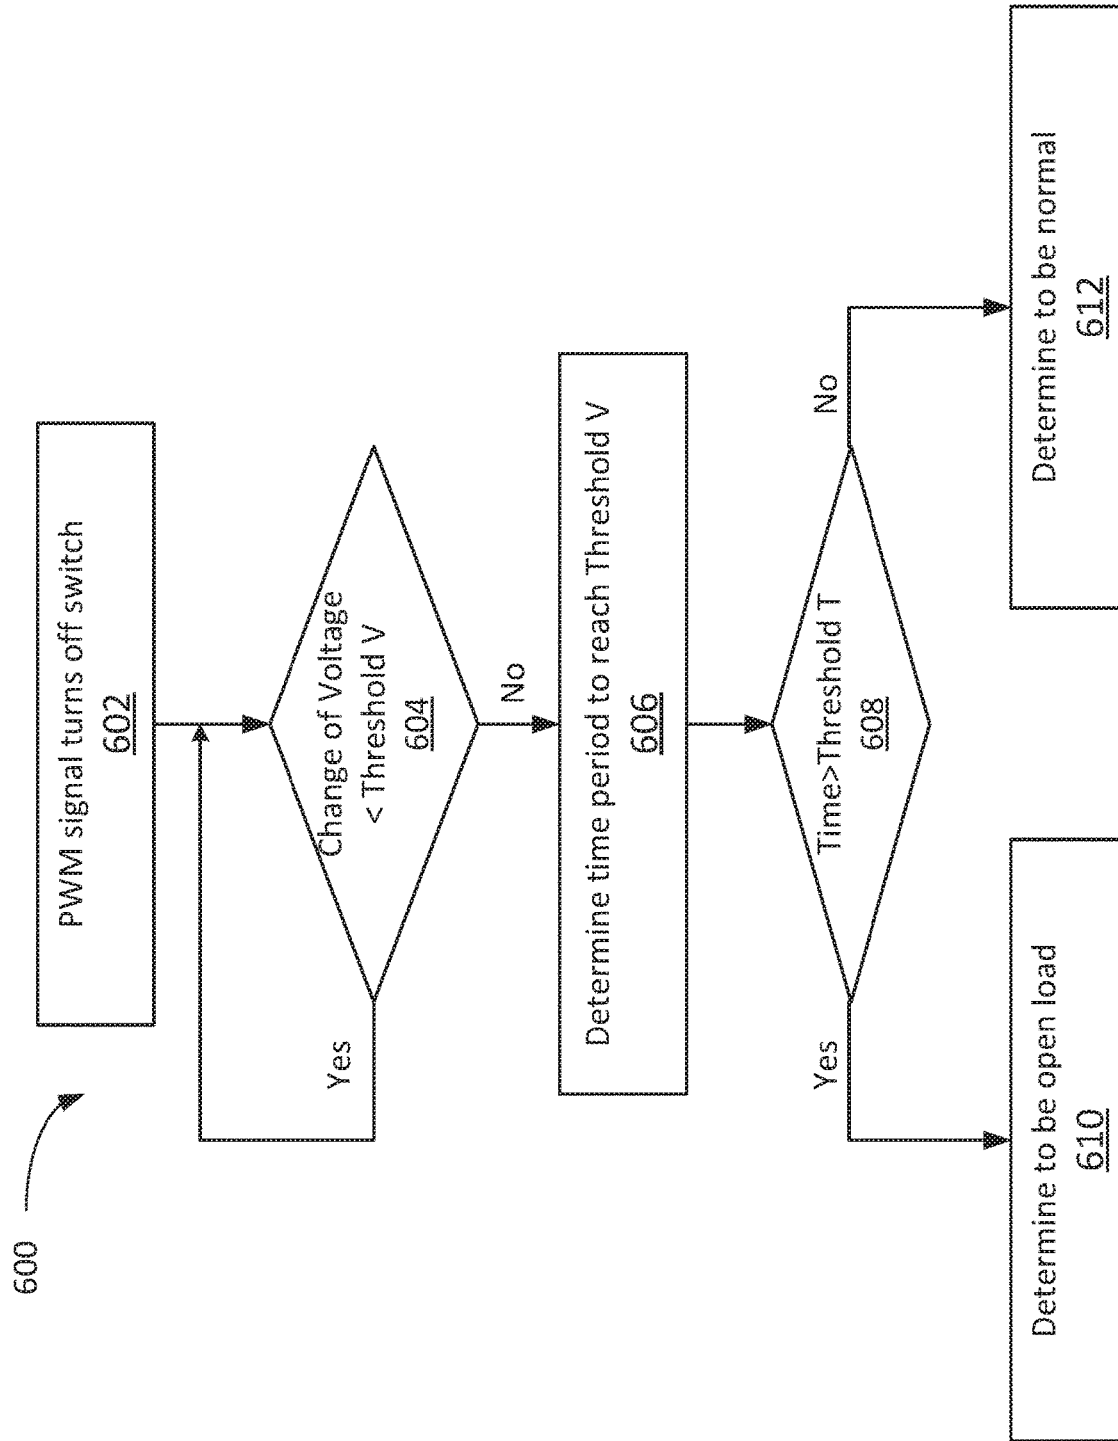 600
PWM signal turns off switch
602
Change of Voltage
< Threshold V
604
Yes
No
Determine time period to reach Threshold V
606
Time>Threshold T
608
Yes
No
Determine to be open load
610
Determine to be normal
612